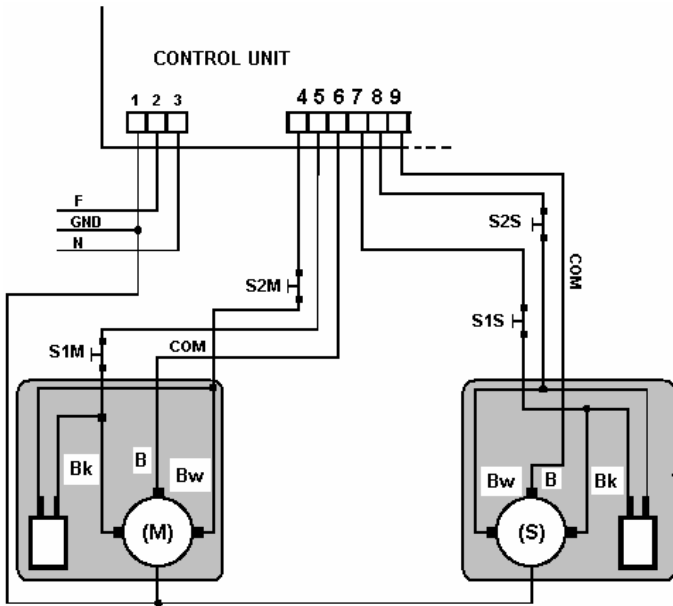 CONTROL UNIT
1 2 3
4 5 6 7 8 9
F
GND
N
S2M
S2S
COM
S1M
COM
S1S
Bk
B
Bw
Bw
B
Bk
(M)
(S)